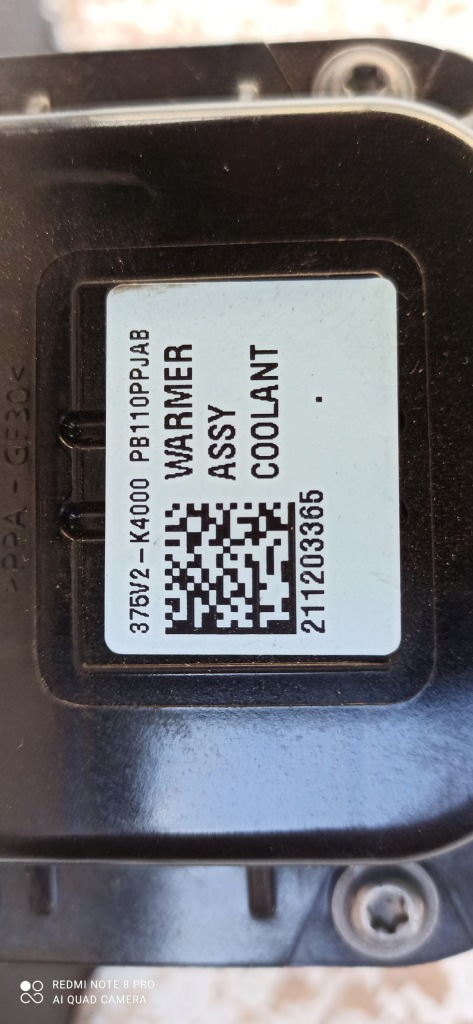 >PPA-GF30<
375V2-K4000 PB110PPJAB
WARMER
ASSY
COOLANT
211203365
REDMI NOTE 8 PRO
AI QUAD CAMERA